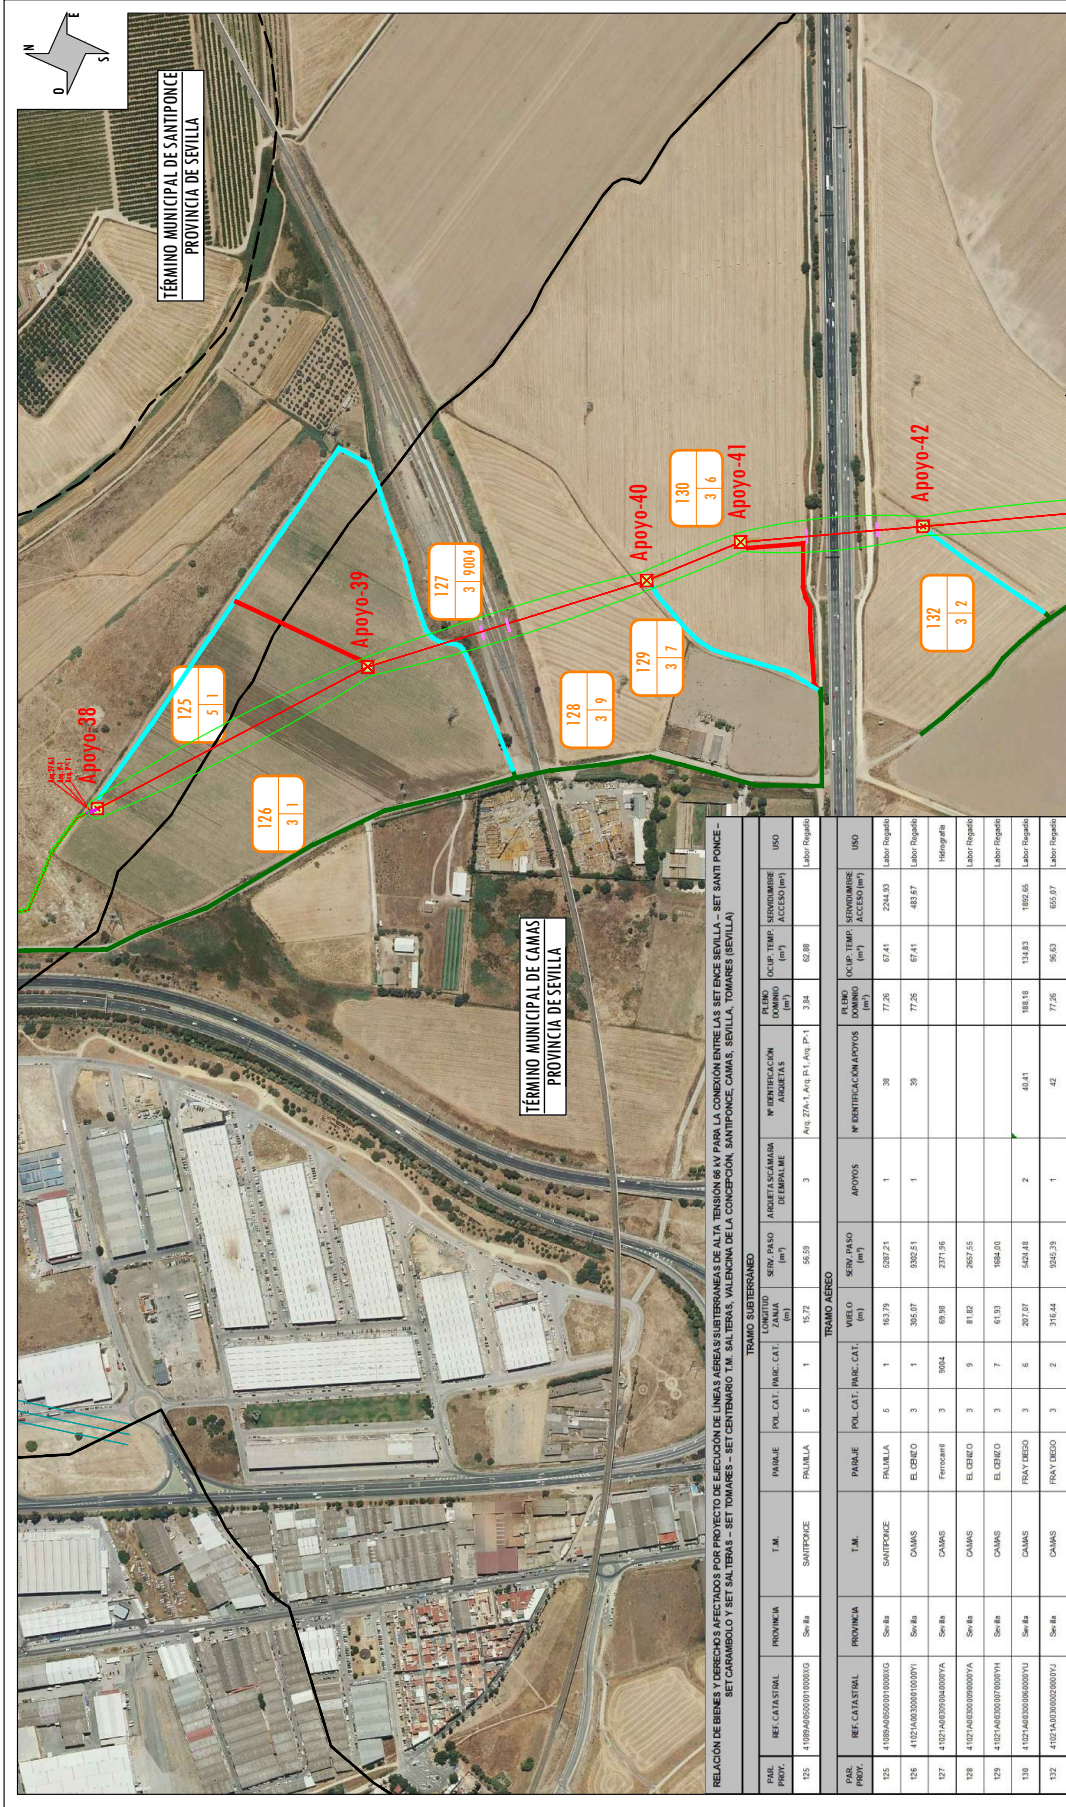 N
E
S
O
TÉRMINO MUNICIPAL DE SANTIPONCE
PROVINCIA DE SEVILLA
TÉRMINO MUNICIPAL DE CAMAS
PROVINCIA DE SEVILLA
Apoyo-38
Apoyo-39
Apoyo-40
Apoyo-41
Apoyo-42
125
5 1
126
3 1
127
3 9004
128
3 9
129
3 7
130
3 6
132
3 2
RELACIÓN DE BIENES Y DERECHOS AFECTADOS POR PROYECTO DE EJECUCIÓN DE LÍNEAS AÉREAS/SUBTERRANEAS DE ALTA TENSIÓN 66 kV PARA LA CONEXIÓN ENTRE LAS SET ENCE SEVILLA – SET SANTI PONCE –
SET CARAMBOLO Y SET SALTERAS – SET TOMARES – SET CENTENARIO T.M. SALTERAS, VALENCINA DE LA CONCEPCIÓN, SANTIPONCE, CAMAS, SEVILLA, TOMARES (SEVILLA)
TRAMO SUBTERRÁNEO
PAR. PROY. REF. CATASTRAL PROVINCIA T.M. PARAJE POL. CAT. PARC. CAT. LONGITUD ZANJA (m) SERV. PASO (m²) ARQUETAS/CÁMARA DE EMPALME Nº IDENTIFICACIÓN ARQUETAS PLENO DOMINIO (m²) OCUP. TEMP. (m²) SERVIDUMBRE ACCESO (m²) USO
125 41089A005000010000XG Sevilla SANTIPONCE PALMILLA 5 1 15,72 56,59 3 Arq. 27A-1, Arq. P-1, Arq. P'-1 3,84 62,88 Labor Regadío
TRAMO AÉREO
PAR. PROY. REF. CATASTRAL PROVINCIA T.M. PARAJE POL. CAT. PARC. CAT. VUELO (m) SERV. PASO (m²) APOYOS Nº IDENTIFICACIÓN APOYOS PLENO DOMINIO (m²) OCUP. TEMP. (m²) SERVIDUMBRE ACCESO (m²) USO
125 41089A005000010000XG Sevilla SANTIPONCE PALMILLA 5 1 163,79 5287,21 1 38 77,26 67,41 2244,93 Labor Regadío
126 41021A003000010000YI Sevilla CAMAS EL CENIZO 3 1 305,07 9302,51 1 39 77,26 67,41 483,67 Labor Regadío
127 41021A003090040000YA Sevilla CAMAS Ferrocarril 3 9004 69,98 2371,96 Hidrografía
128 41021A003000090000YA Sevilla CAMAS EL CENIZO 3 9 81,82 2657,55 Labor Regadío
129 41021A003000070000YH Sevilla CAMAS EL CENIZO 3 7 61,93 1684,00 Labor Regadío
130 41021A003000060000YU Sevilla CAMAS FRAY DIEGO 3 6 207,07 5424,48 2 40,41 188,18 134,83 1892,65 Labor Regadío
132 41021A003000020000YJ Sevilla CAMAS FRAY DIEGO 3 2 316,44 9245,39 1 42 77,26 96,63 655,07 Labor Regadío